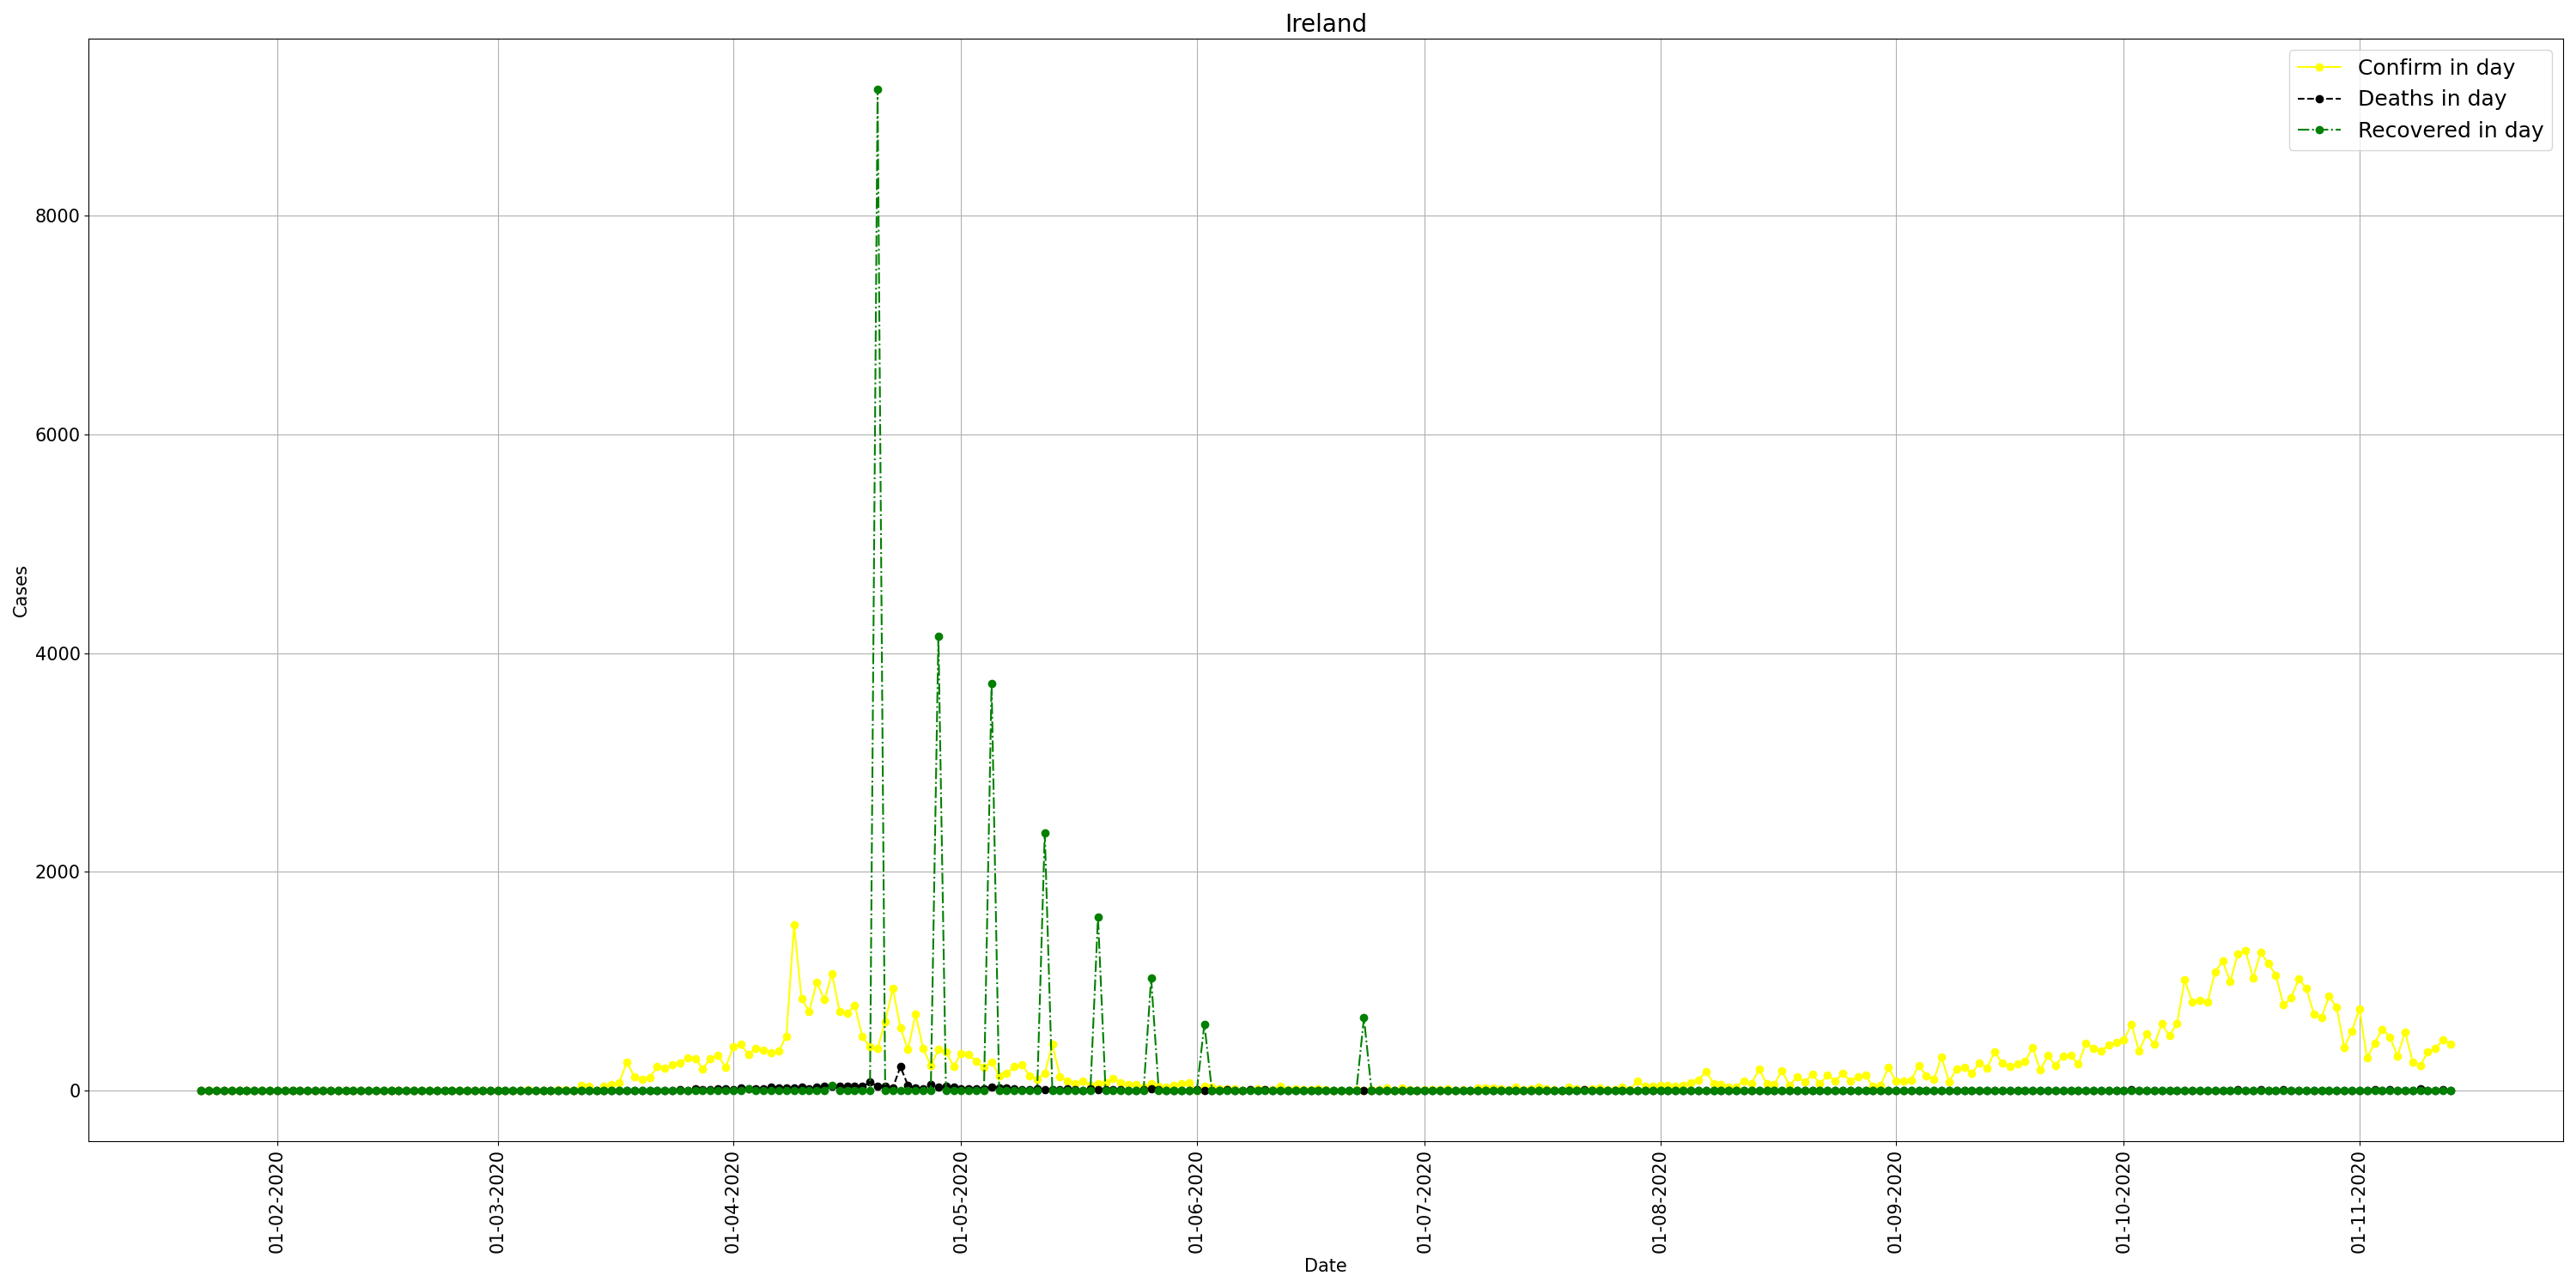 Ireland
Confirm in day
Deaths in day
Recovered in day
8000
6000
4000
2000
0
Cases
01-02-2020
01-03-2020
01-04-2020
01-05-2020
01-06-2020
01-07-2020
01-08-2020
01-09-2020
01-10-2020
01-11-2020
Date